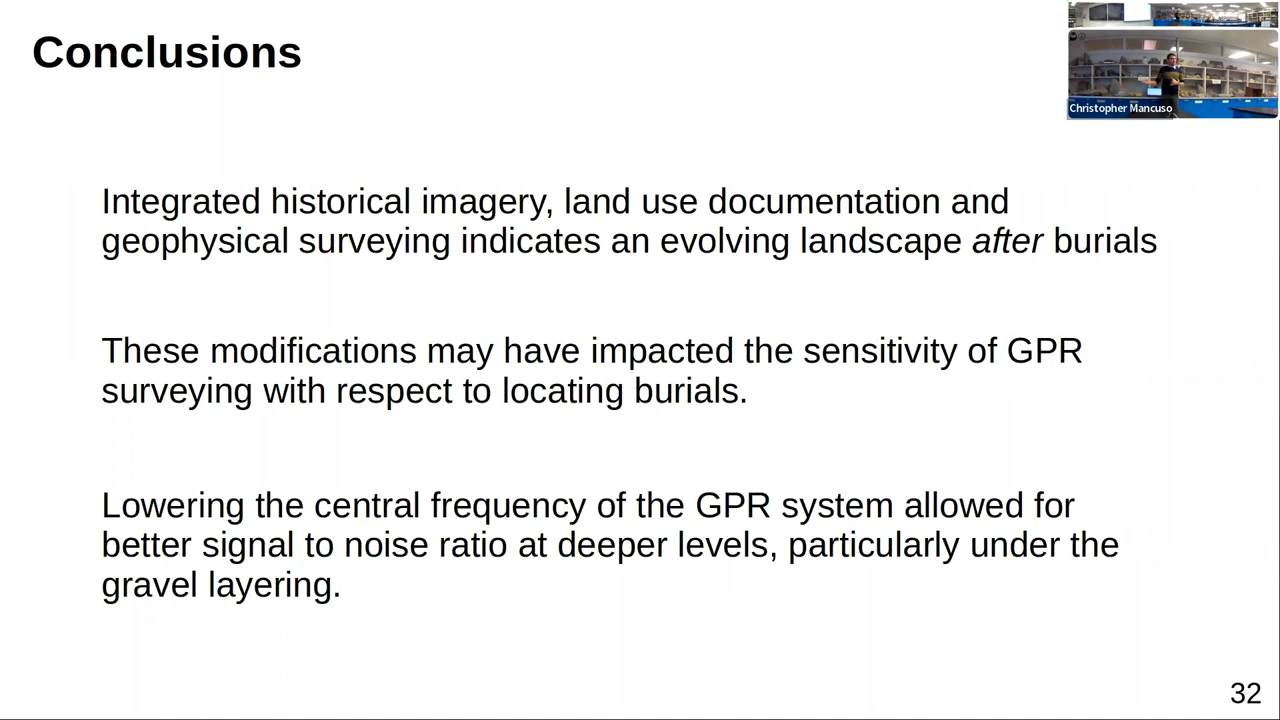 Conclusions
Christopher Mancuso
Integrated historical imagery, land use documentation and
geophysical surveying indicates an evolving landscape after burials
These modifications may have impacted the sensitivity of GPR
surveying with respect to locating burials.
Lowering the central frequency of the GPR system allowed for
better signal to noise ratio at deeper levels, particularly under the
gravel layering.
32